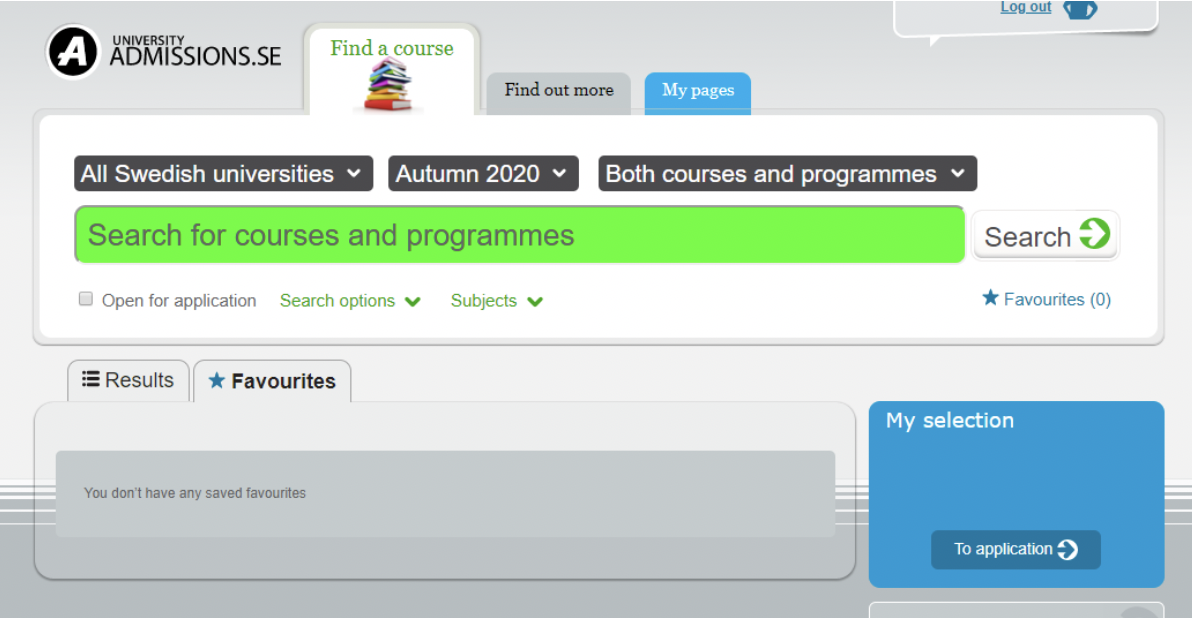 Log out
UNIVERSITY
ADMISSIONS.SE
Find a course
Find out more
My pages
All Swedish universities
Autumn 2020
Both courses and programmes
Search for courses and programmes
Search
Open for application
Search options
Subjects
Favourites (0)
Results
Favourites
My selection
You don't have any saved favourites
To application